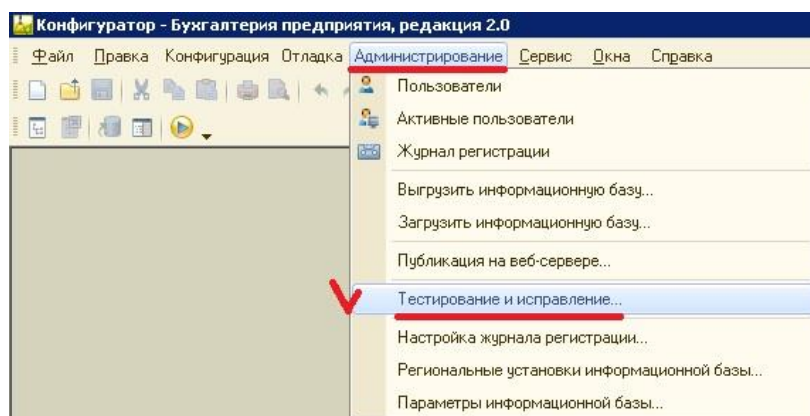 Конфигуратор - Бухгалтерия предприятия, редакция 2.0
Файл Правка Конфигурация Отладка Администрирование Сервис Окна Справка
Пользователи
Активные пользователи
Журнал регистрации
Выгрузить информационную базу...
Загрузить информационную базу...
Публикация на веб-сервере...
Тестирование и исправление...
Настройка журнала регистрации...
Региональные установки информационной базы...
Параметры информационной базы...